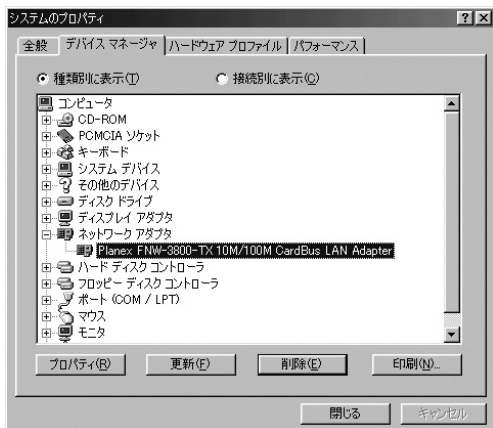 システムのプロパティ
全般 デバイス マネージャ ハードウェア プロファイル パフォーマンス
種類別に表示(T) 接続別に表示(C)
コンピュータ
CD-ROM
PCMCIA ソケット
キーボード
システム デバイス
その他のデバイス
ディスク ドライブ
ディスプレイ アダプタ
ネットワーク アダプタ
Planex FNW-3800-TX 10M/100M CardBus LAN Adapter
ハード ディスク コントローラ
フロッピー ディスク コントローラ
ポート (COM / LPT)
マウス
モニタ
プロパティ(R) 更新(F) 削除(E) 印刷(N)...
閉じる キャンセル